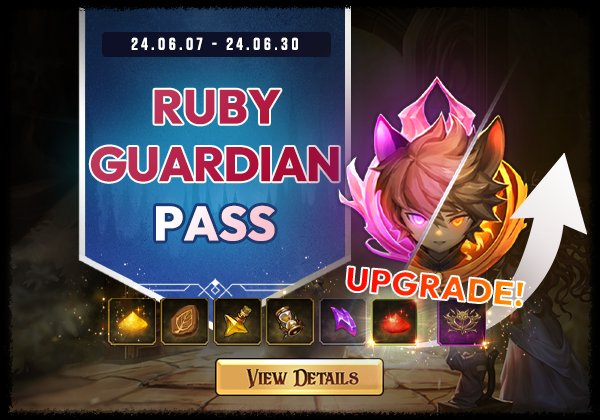 24.06.07 - 24.06.30
RUBY
GUARDIAN
PASS
UPGRADE!
VIEW DETAILS